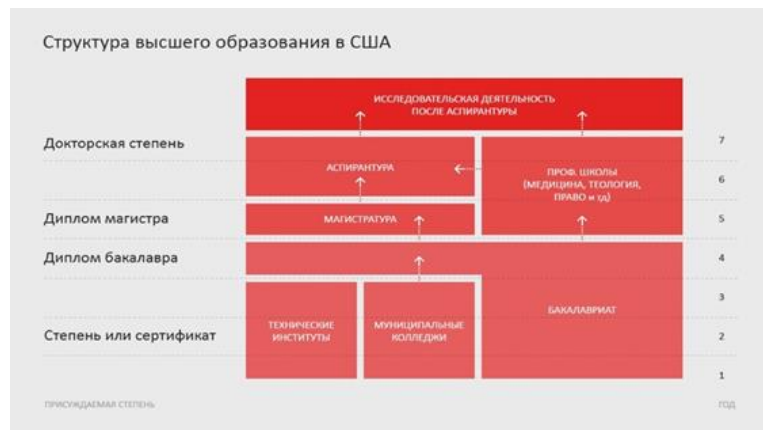 Структура высшего образования в США
ИССЛЕДОВАТЕЛЬСКАЯ ДЕЯТЕЛЬНОСТЬ
ПОСЛЕ АСПИРАНТУРЫ
Докторская степень
7
АСПИРАНТУРА
ПРОФ. ШКОЛЫ
(МЕДИЦИНА, ТЕОЛОГИЯ,
ПРАВО и тд)
6
Диплом магистра
МАГИСТРАТУРА
5
Диплом бакалавра
4
3
БАКАЛАВРИАТ
Степень или сертификат
ТЕХНИЧЕСКИЕ
ИНСТИТУТЫ
МУНИЦИПАЛЬНЫЕ
КОЛЛЕДЖИ
2
1
ПРИСУЖДАЕМАЯ СТЕПЕНЬ
ГОД